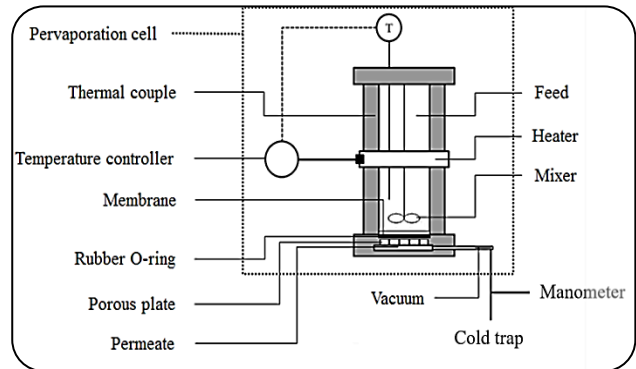 Pervaporation cell
T
Thermal couple
Feed
Heater
Temperature controller
Mixer
Membrane
Rubber O-ring
Porous plate
Vacuum
Manometer
Cold trap
Permeate